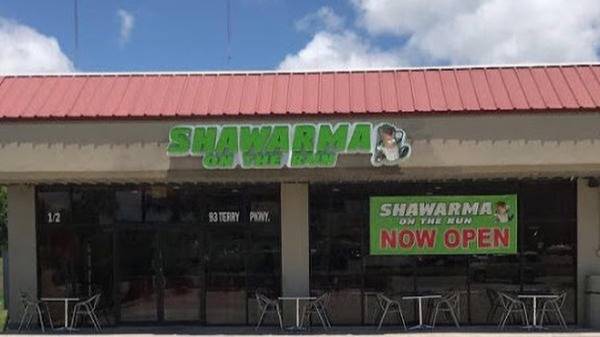 SHAWARMA
ON THE RUN
1/2
93 TERRY PKWY.
SHAWARMA
ON THE RUN
NOW OPEN